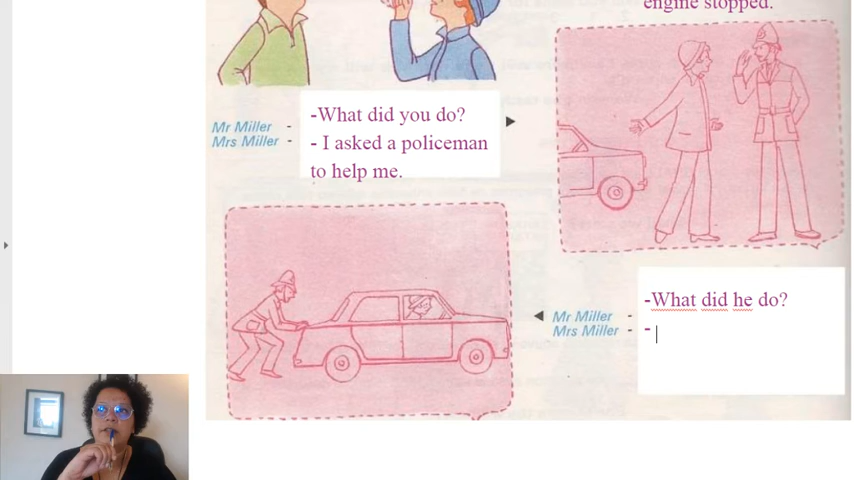 engine stopped.
Mr Miller - -What did you do?
Mrs Miller - - I asked a policeman
to help me.
Mr Miller - -What did he do?
Mrs Miller - -